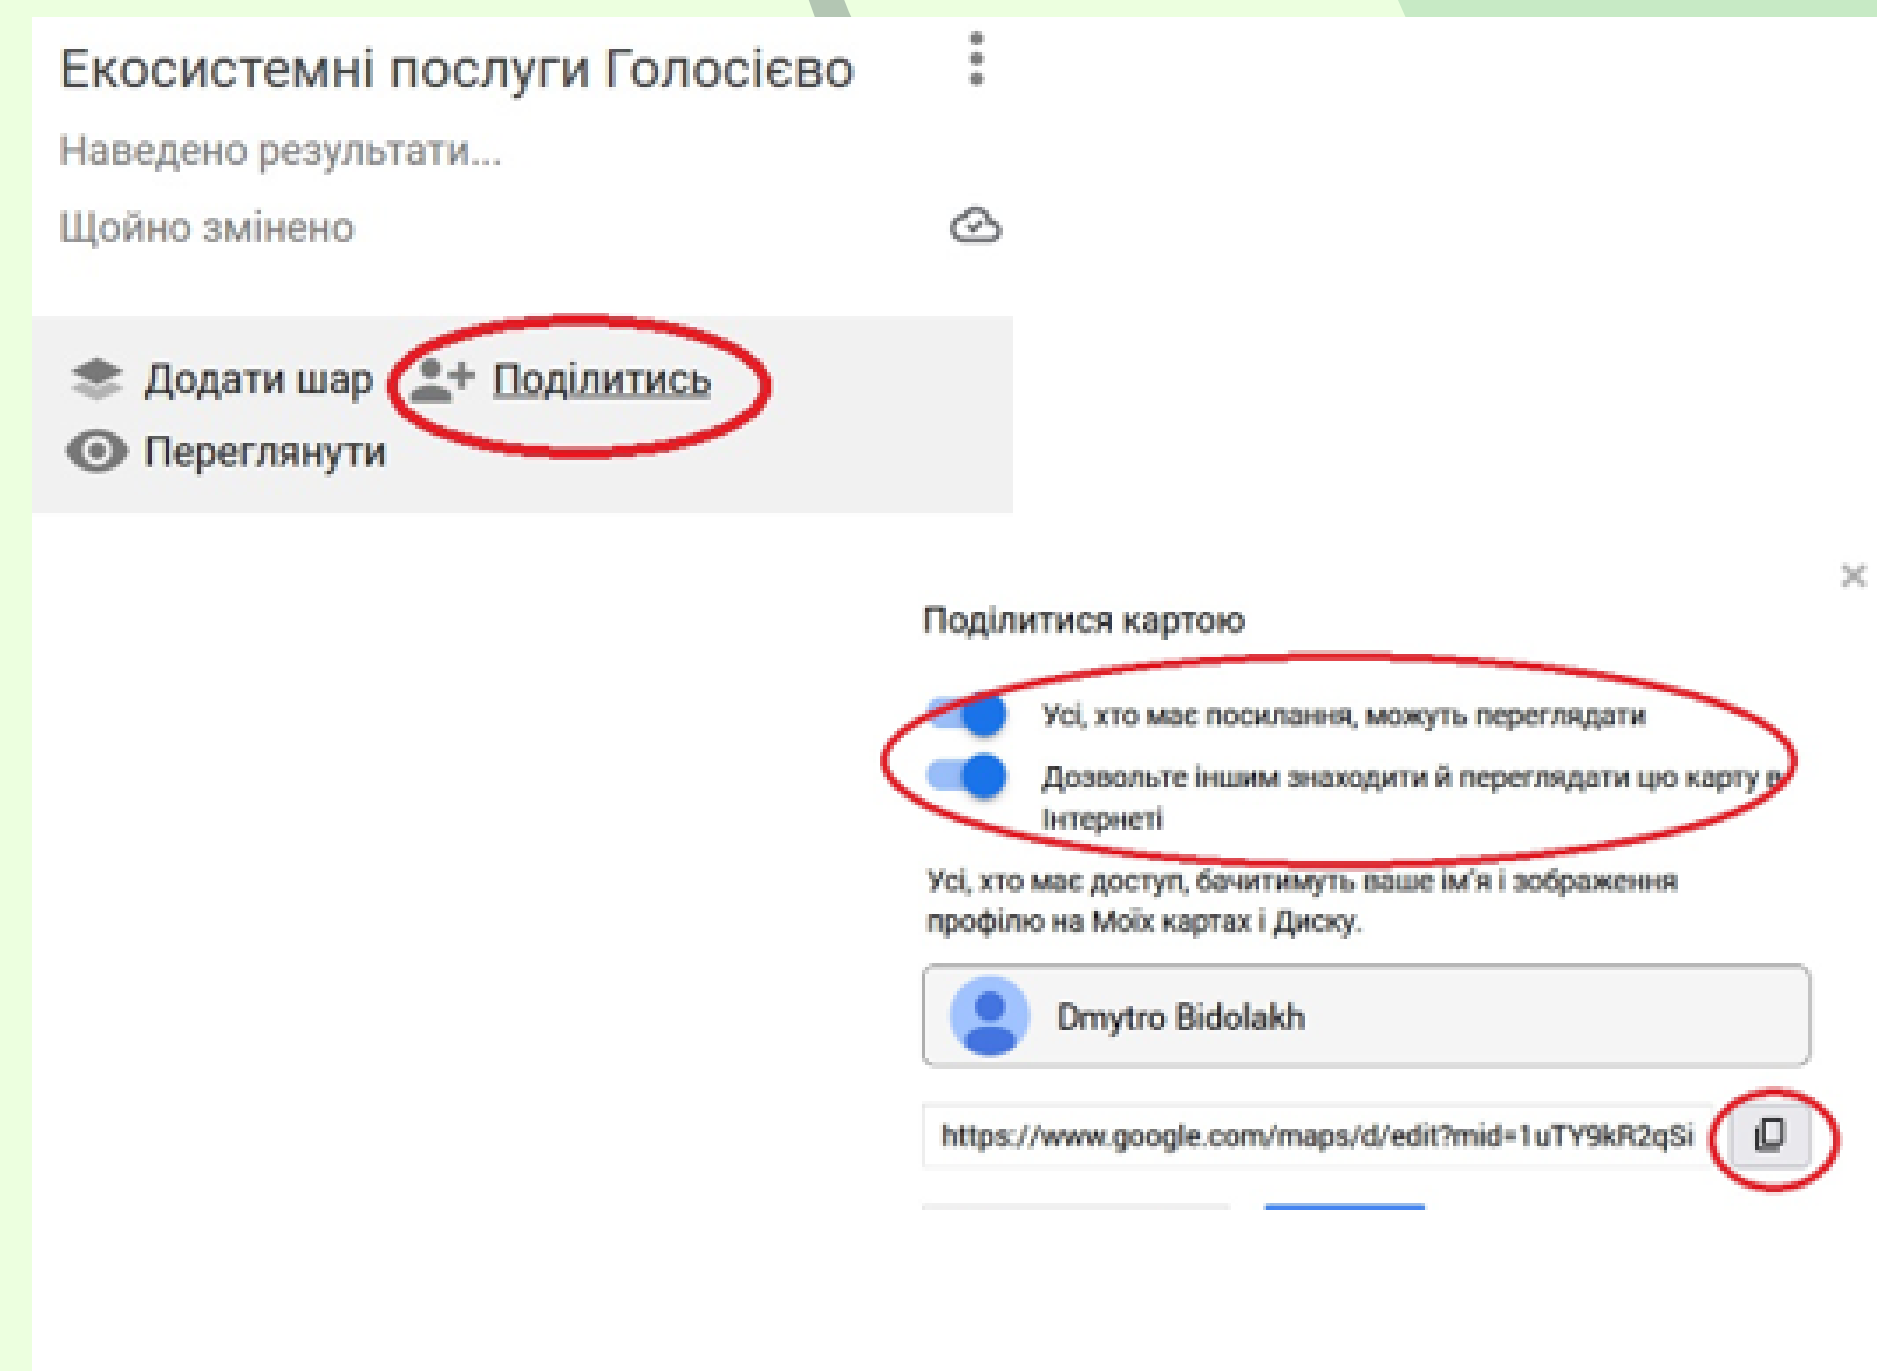 Екосистемні послуги Голосієво
Наведено результати...
Щойно змінено
Додати шар Поділитись
Переглянути
Поділитися картою
Усі, хто має посилання, можуть переглядати
Дозвольте іншим знаходити й переглядати цю карту в
Інтернеті
Усі, хто має доступ, бачитимуть ваше ім'я і зображення
профілю на Моїх картах і Диску.
Dmytro Bidolakh
https://www.google.com/maps/d/edit?mid=1uTY9kR2qSi